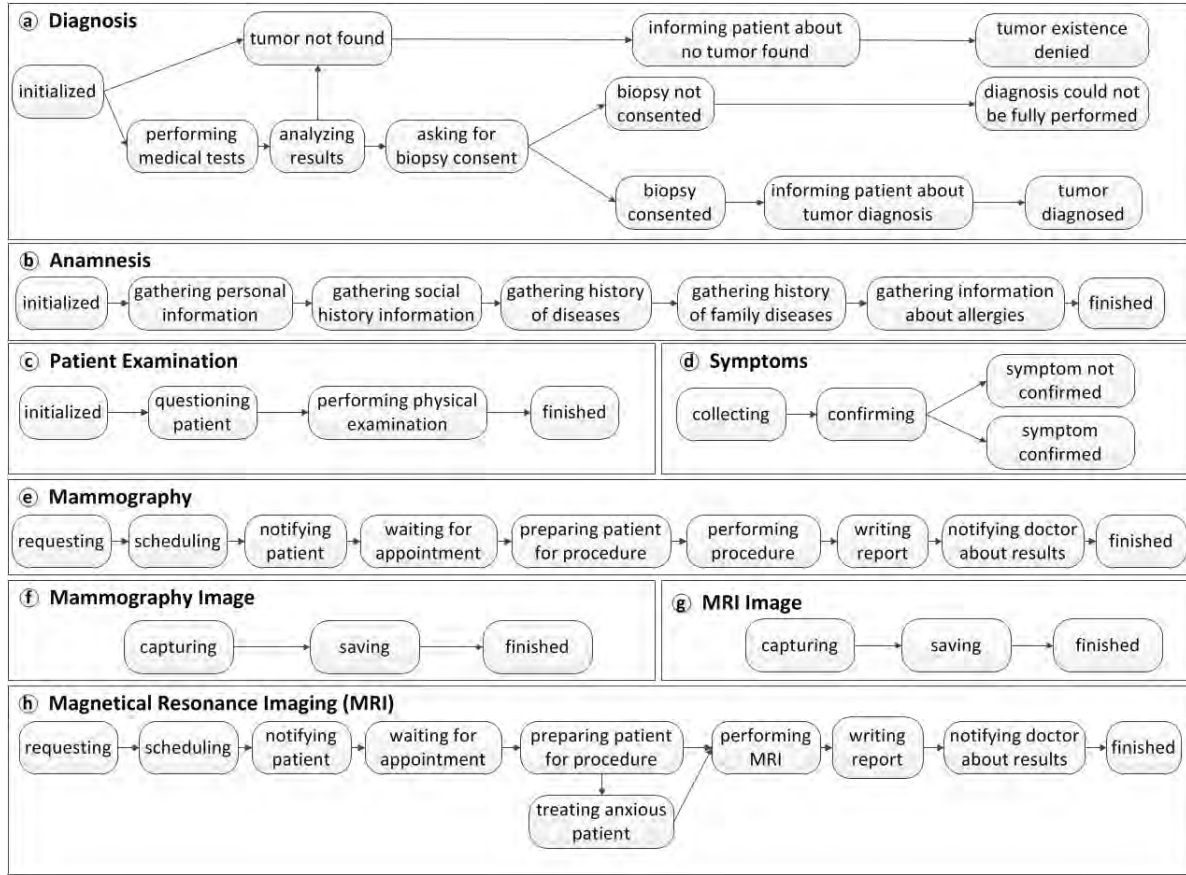 a Diagnosis
tumor not found
informing patient about
no tumor found
tumor existence
denied
initialized
biopsy not
consented
diagnosis could not
be fully performed
performing
medical tests
analyzing
results
asking for
biopsy consent
biopsy
consented
informing patient about
tumor diagnosis
tumor
diagnosed
b Anamnesis
initialized
gathering personal
information
gathering social
history information
gathering history
of diseases
gathering history
of family diseases
gathering information
about allergies
finished
c Patient Examination
initialized
questioning
patient
performing physical
examination
finished
d Symptoms
collecting
confirming
symptom not
confirmed
symptom
confirmed
e Mammography
requesting
scheduling
notifying
patient
waiting for
appointment
preparing patient
for procedure
performing
procedure
writing
report
notifying doctor
about results
finished
f Mammography Image
capturing
saving
finished
g MRI Image
capturing
saving
finished
h Magnetical Resonance Imaging (MRI)
requesting
scheduling
notifying
patient
waiting for
appointment
preparing patient
for procedure
performing
MRI
writing
report
notifying doctor
about results
finished
treating anxious
patient